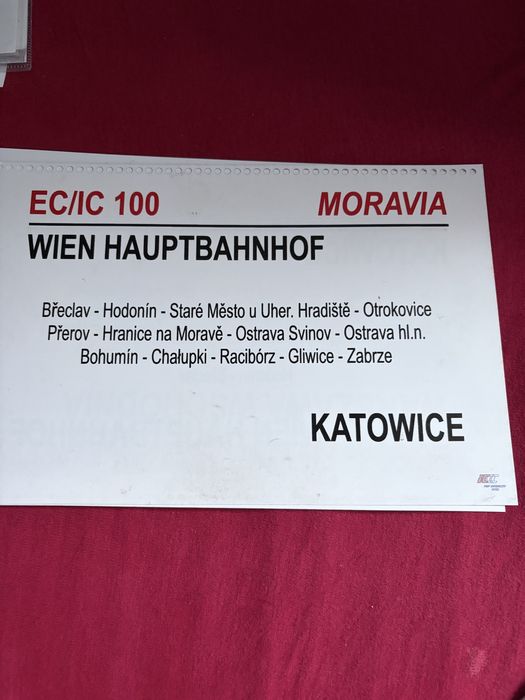 EC/IC 100 MORAVIA
WIEN HAUPTBAHNHOF
Břeclav - Hodonín - Staré Město u Uher. Hradiště - Otrokovice
Přerov - Hranice na Moravě - Ostrava Svinov - Ostrava hl.n.
Bohumín - Chałupki - Racibórz - Gliwice - Zabrze
KATOWICE